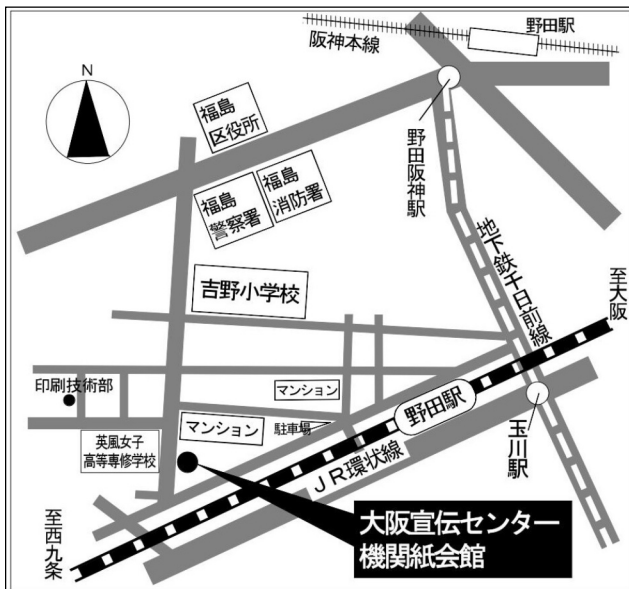 野田駅
阪神本線
N
福島
区役所
野田阪神駅
福島
消防署
福島
警察署
地下鉄千日前線
吉野小学校
至大阪
印刷技術部
マンション
野田駅
マンション
駐車場
玉川駅
英風女子
高等専修学校
JR環状線
大阪宣伝センター
機関紙会館
至西九条